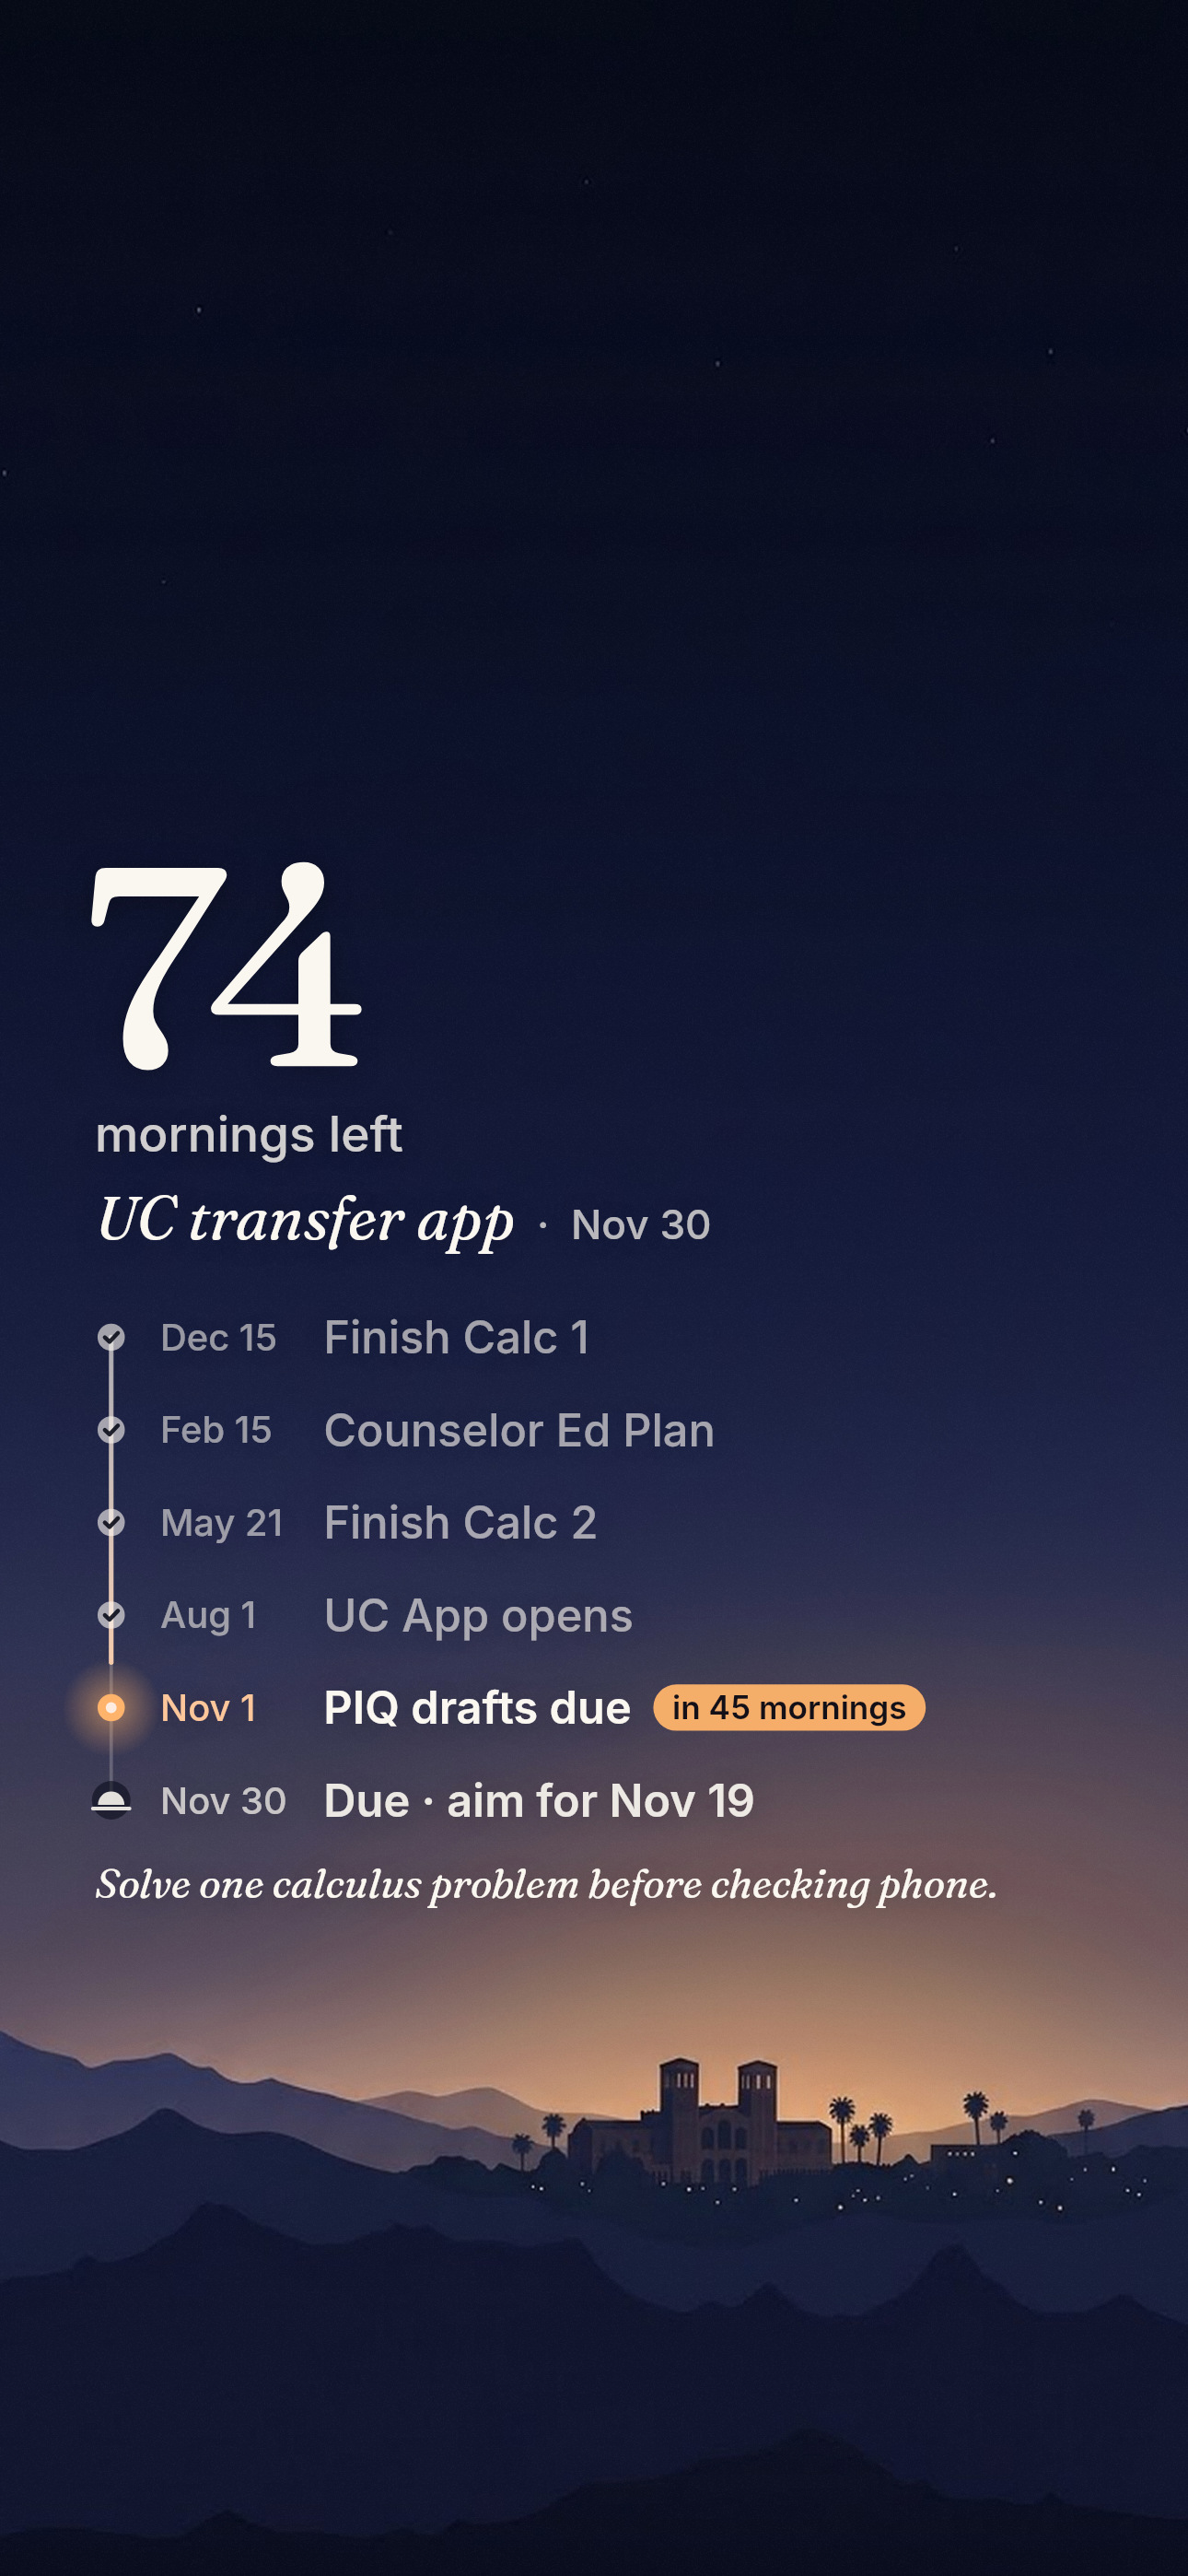 74
mornings left
UC transfer app · Nov 30
Dec 15 Finish Calc 1
Feb 15 Counselor Ed Plan
May 21 Finish Calc 2
Aug 1 UC App opens
Nov 1 PIQ drafts due in 45 mornings
Nov 30 Due · aim for Nov 19
Solve one calculus problem before checking phone.